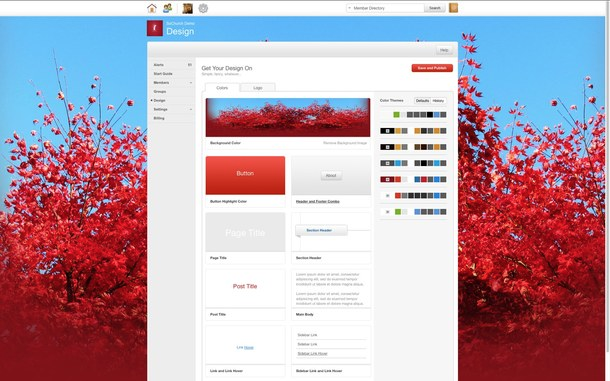 Member Directory
Search
Design
Help
Alerts
Start Guide
Members
Groups
Design
Settings
Billing
Get Your Design On
Simple, fancy, whatever...
Save and Publish
Colors
Logo
Background Color
Remove Background Image
Button
Button Highlight Color
About
Header and Footer Combo
Page Title
Page Title
Section Header
Section Header
Post Title
Post Title
Lorem ipsum dolor sit amet, consectetur
adipiscing elit, sed do eiusmod tempor
incididunt ut labore et dolore magna aliqua.
Lorem ipsum dolor sit amet, consectetur
adipiscing elit, sed do eiusmod tempor
incididunt ut labore et dolore magna aliqua.
Main Body
Link Hover
Link and Link Hover
Sidebar Link
Sidebar Link
Sidebar Link Hover
Sidebar Link and Link Hover
Color Themes
Defaults
History